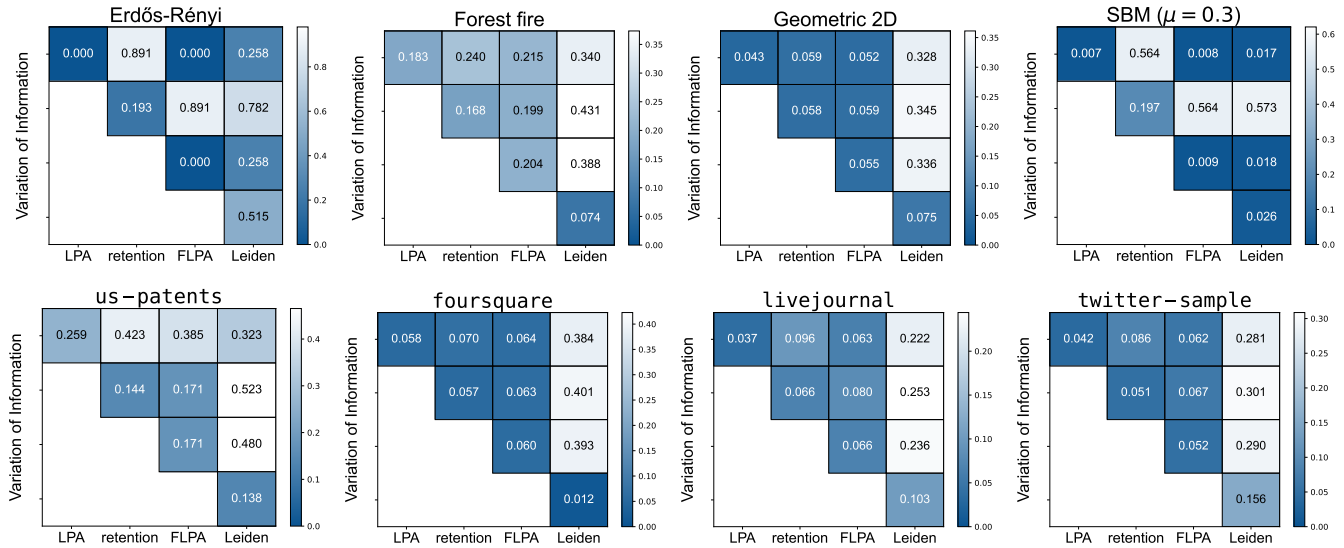 Erdős-Rényi
Variation of Information
0.000 0.891 0.000 0.258
0.193 0.891 0.782
0.000 0.258
0.515
LPA retention FLPA Leiden
0.8
0.6
0.4
0.2
0.0
Forest fire
0.183 0.240 0.215 0.340
0.168 0.199 0.431
0.204 0.388
0.074
LPA retention FLPA Leiden
0.35
0.30
0.25
0.20
0.15
0.10
0.05
0.00
Geometric 2D
Variation of Information
0.043 0.059 0.052 0.328
0.058 0.059 0.345
0.055 0.336
0.075
LPA retention FLPA Leiden
0.35
0.30
0.25
0.20
0.15
0.10
0.05
0.00
SBM (μ = 0.3)
Variation of Information
0.007 0.564 0.008 0.017
0.197 0.564 0.573
0.009 0.018
0.026
LPA retention FLPA Leiden
0.6
0.5
0.4
0.3
0.2
0.1
0.0
us-patents
Variation of Information
0.259 0.423 0.385 0.323
0.144 0.171 0.523
0.171 0.480
0.138
LPA retention FLPA Leiden
0.4
0.3
0.2
0.1
0.0
foursquare
Variation of Information
0.058 0.070 0.064 0.384
0.057 0.063 0.401
0.060 0.393
0.012
LPA retention FLPA Leiden
0.40
0.35
0.30
0.25
0.20
0.15
0.10
0.05
0.00
livejournal
Variation of Information
0.037 0.096 0.063 0.222
0.066 0.080 0.253
0.066 0.236
0.103
LPA retention FLPA Leiden
0.20
0.15
0.10
0.05
0.00
twitter-sample
Variation of Information
0.042 0.086 0.062 0.281
0.051 0.067 0.301
0.052 0.290
0.156
LPA retention FLPA Leiden
0.30
0.25
0.20
0.15
0.10
0.05
0.00